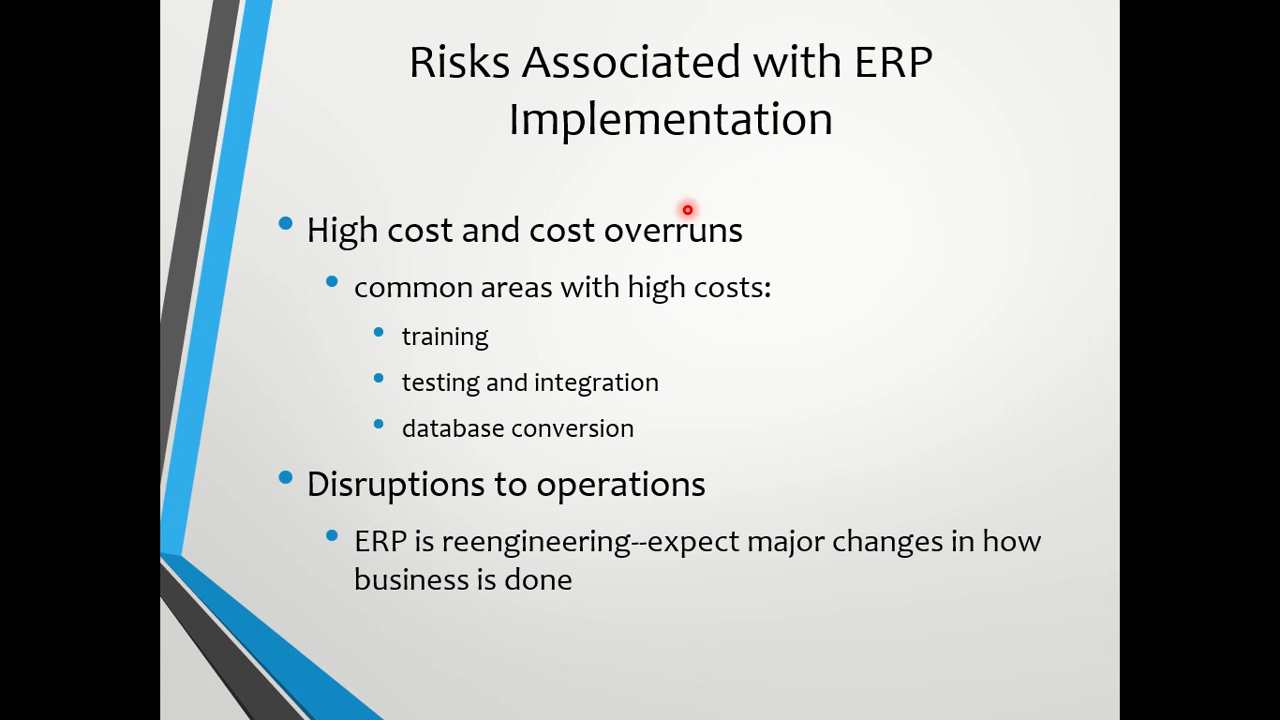 Risks Associated with ERP
Implementation
High cost and cost overruns
common areas with high costs:
training
testing and integration
database conversion
Disruptions to operations
ERP is reengineering--expect major changes in how
business is done